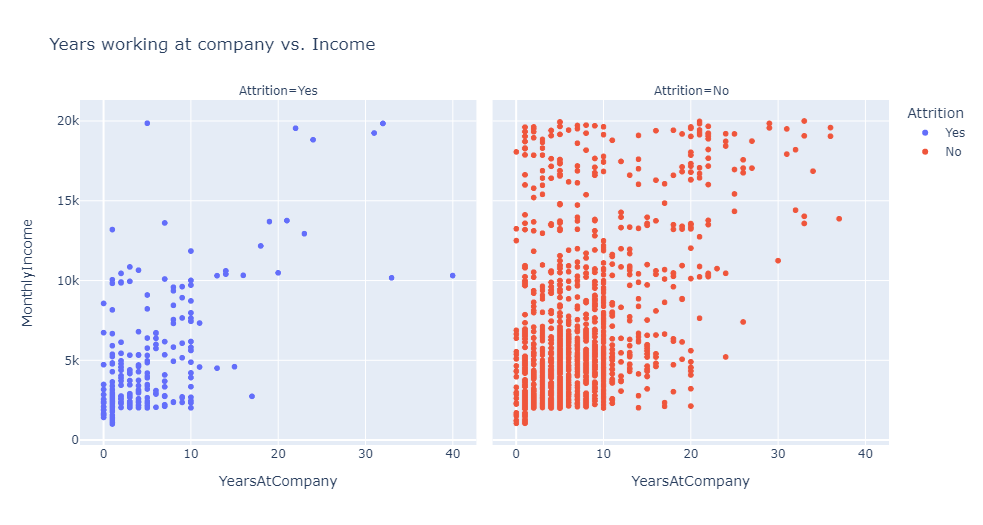 Years working at company vs. Income
Attrition=Yes
Attrition=No
Attrition
Yes
No
MonthlyIncome
20k
15k
10k
5k
0
0
10
20
30
40
0
10
20
30
40
YearsAtCompany
YearsAtCompany